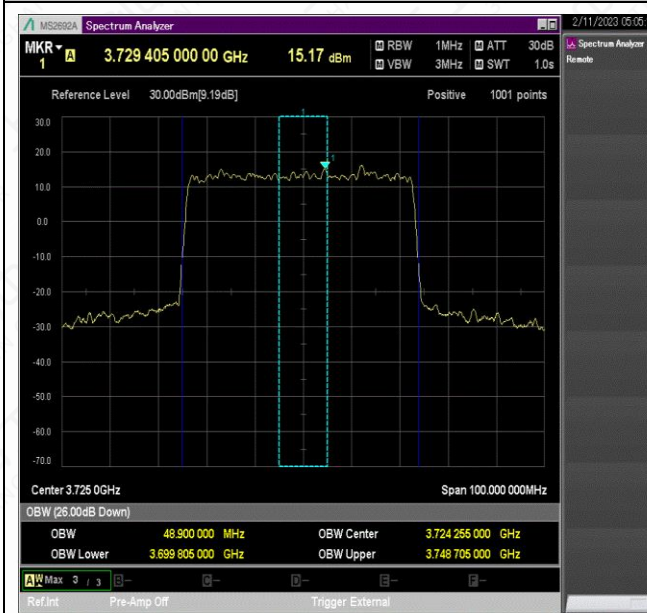 MS2692A Spectrum Analyzer
2/11/2023 05:05:
MKR 1 A 3.729 405 000 00 GHz 15.17 dBm
M RBW 1MHz M ATT 30dB
M VBW 3MHz M SWT 1.0s
Spectrum Analyzer
Remote
Reference Level 30.00dBm[9.19dB] Positive 1001 points
30.0
20.0
10.0
0.0
-10.0
-20.0
-30.0
-40.0
-50.0
-60.0
-70.0
1
1
Center 3.725 0GHz Span 100.000 000MHz
OBW (26.00dB Down)
OBW 48.900 000 MHz OBW Center 3.724 255 000 GHz
OBW Lower 3.699 805 000 GHz OBW Upper 3.748 705 000 GHz
A W Max 3 / 3 B- C- D- E- F-
Ref.Int Pre-Amp Off Trigger External